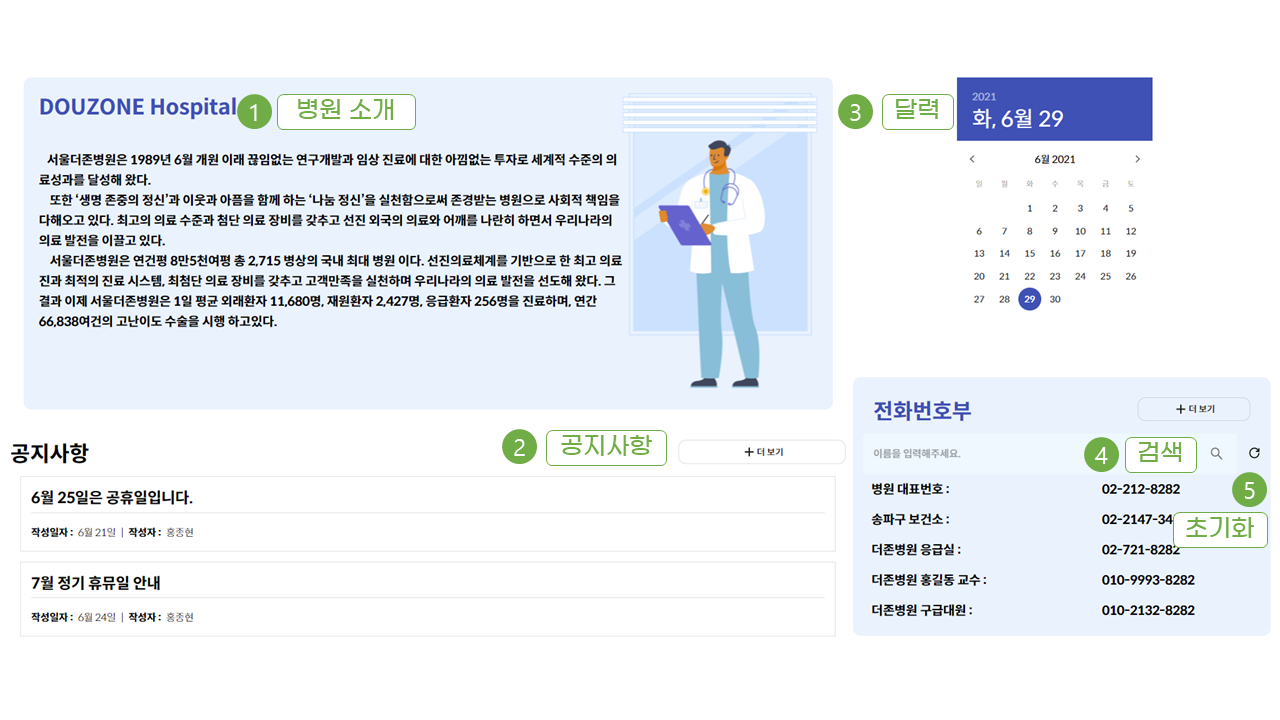 DOUZONE Hospital
1 병원 소개
서울더존병원은 1989년 6월 개원 이래 끊임없는 연구개발과 임상 진료에 대한 아낌없는 투자로 세계적 수준의 의
료성과를 달성해 왔다.
또한 ‘생명 존중의 정신’과 이웃과 아픔을 함께 하는 ‘나눔 정신’을 실천함으로써 존경받는 병원으로 사회적 책임을
다해오고 있다. 최고의 의료 수준과 첨단 의료 장비를 갖추고 선진 외국의 의료와 어깨를 나란히 하면서 우리나라의
의료 발전을 이끌고 있다.
서울더존병원은 연건평 8만5천여평 총 2,715 병상의 국내 최대 병원 이다. 선진의료체계를 기반으로 한 최고 의료
진과 최적의 진료 시스템, 최첨단 의료 장비를 갖추고 고객만족을 실천하며 우리나라의 의료 발전을 선도해 왔다. 그
결과 이제 서울더존병원은 1일 평균 외래환자 11,680명, 재원환자 2,427명, 응급환자 256명을 진료하며, 연간
66,838여건의 고난이도 수술을 시행 하고있다.
3 달력
2021
화, 6월 29
6월 2021
일 월 화 수 목 금 토
1 2 3 4 5
6 7 8 9 10 11 12
13 14 15 16 17 18 19
20 21 22 23 24 25 26
27 28 29 30
공지사항
2 공지사항
+ 더 보기
6월 25일은 공휴일입니다.
작성일자 : 6월 21일 | 작성자 : 홍종현
7월 정기 휴뮤일 안내
작성일자 : 6월 24일 | 작성자 : 홍종현
전화번호부
+ 더 보기
이름을 입력해주세요.
4 검색
5 초기화
병원 대표번호 : 02-212-8282
송파구 보건소 : 02-2147-34
더존병원 응급실 : 02-721-8282
더존병원 홍길동 교수 : 010-9993-8282
더존병원 구급대원 : 010-2132-8282